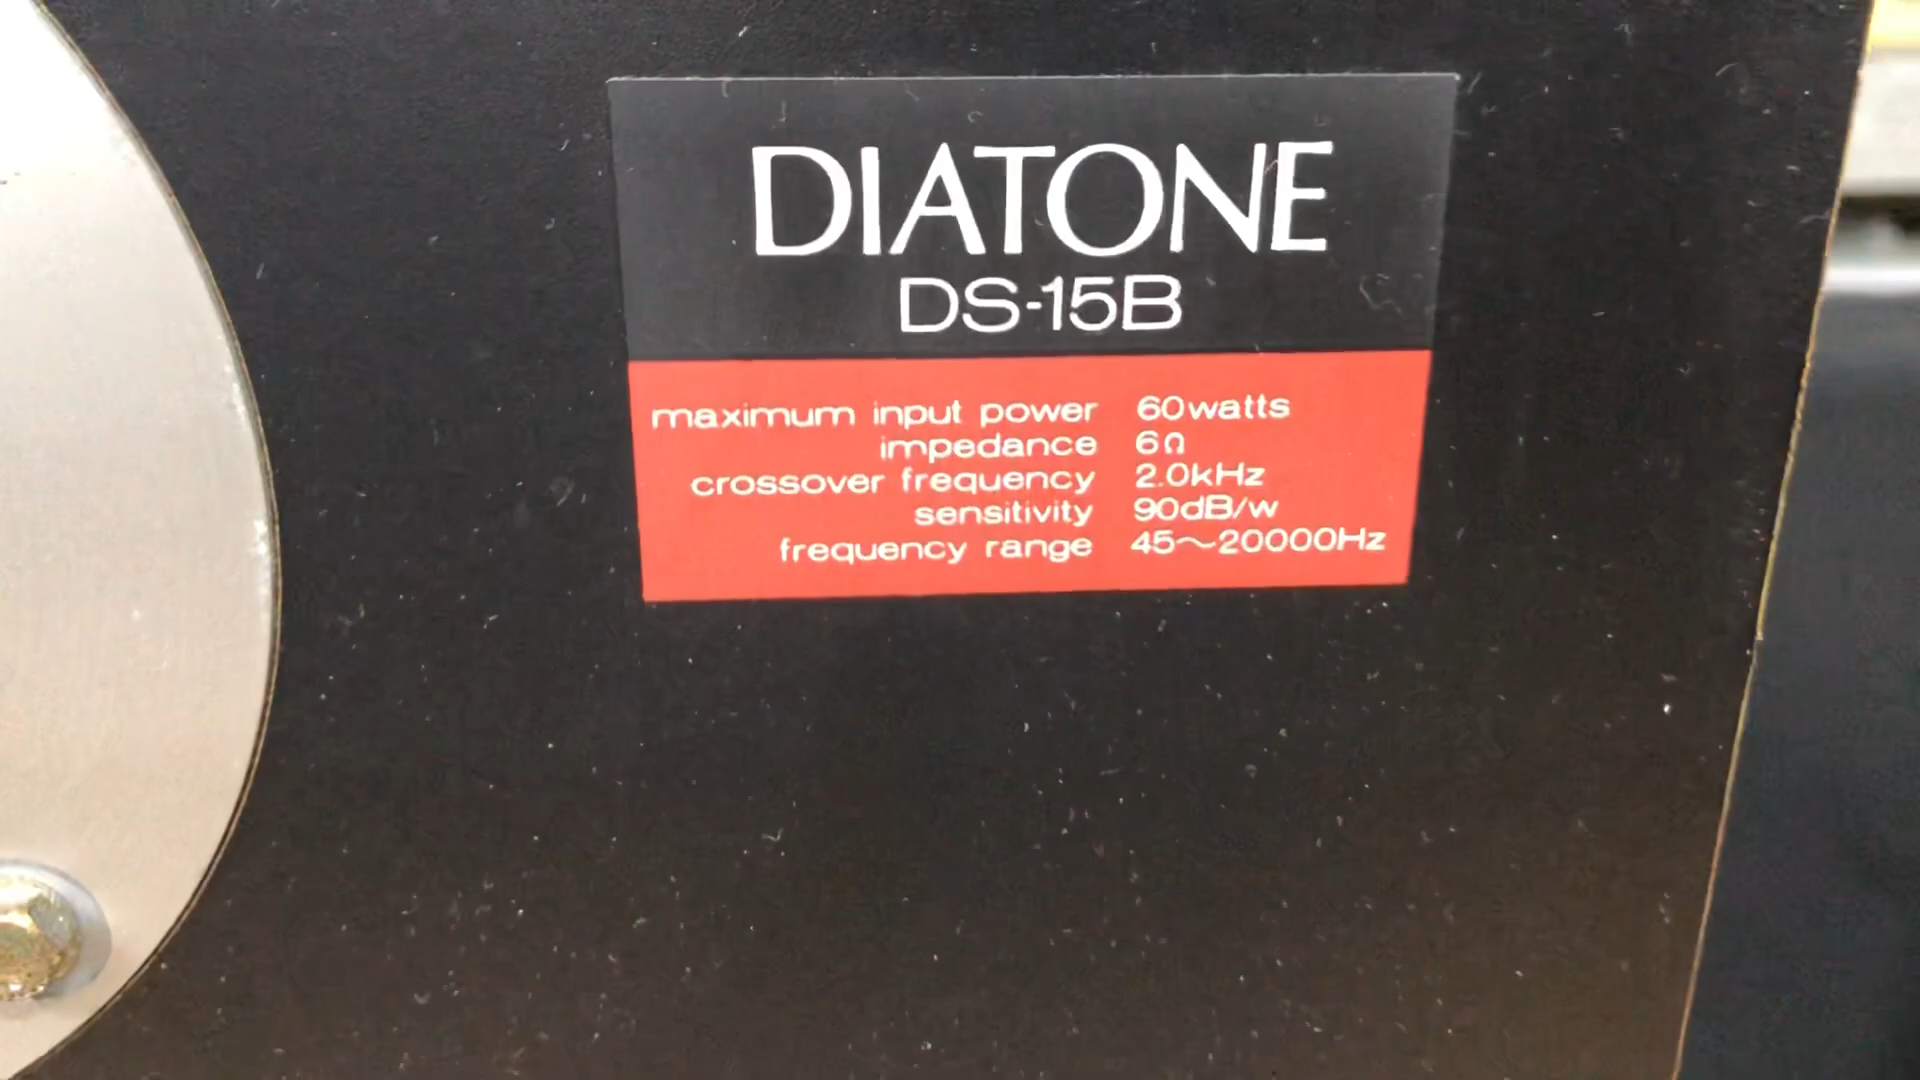 DIATONE
DS-15B
maximum input power 60watts
impedance 6Ω
crossover frequency 2.0kHz
sensitivity 90dB/w
frequency range 45～20000Hz